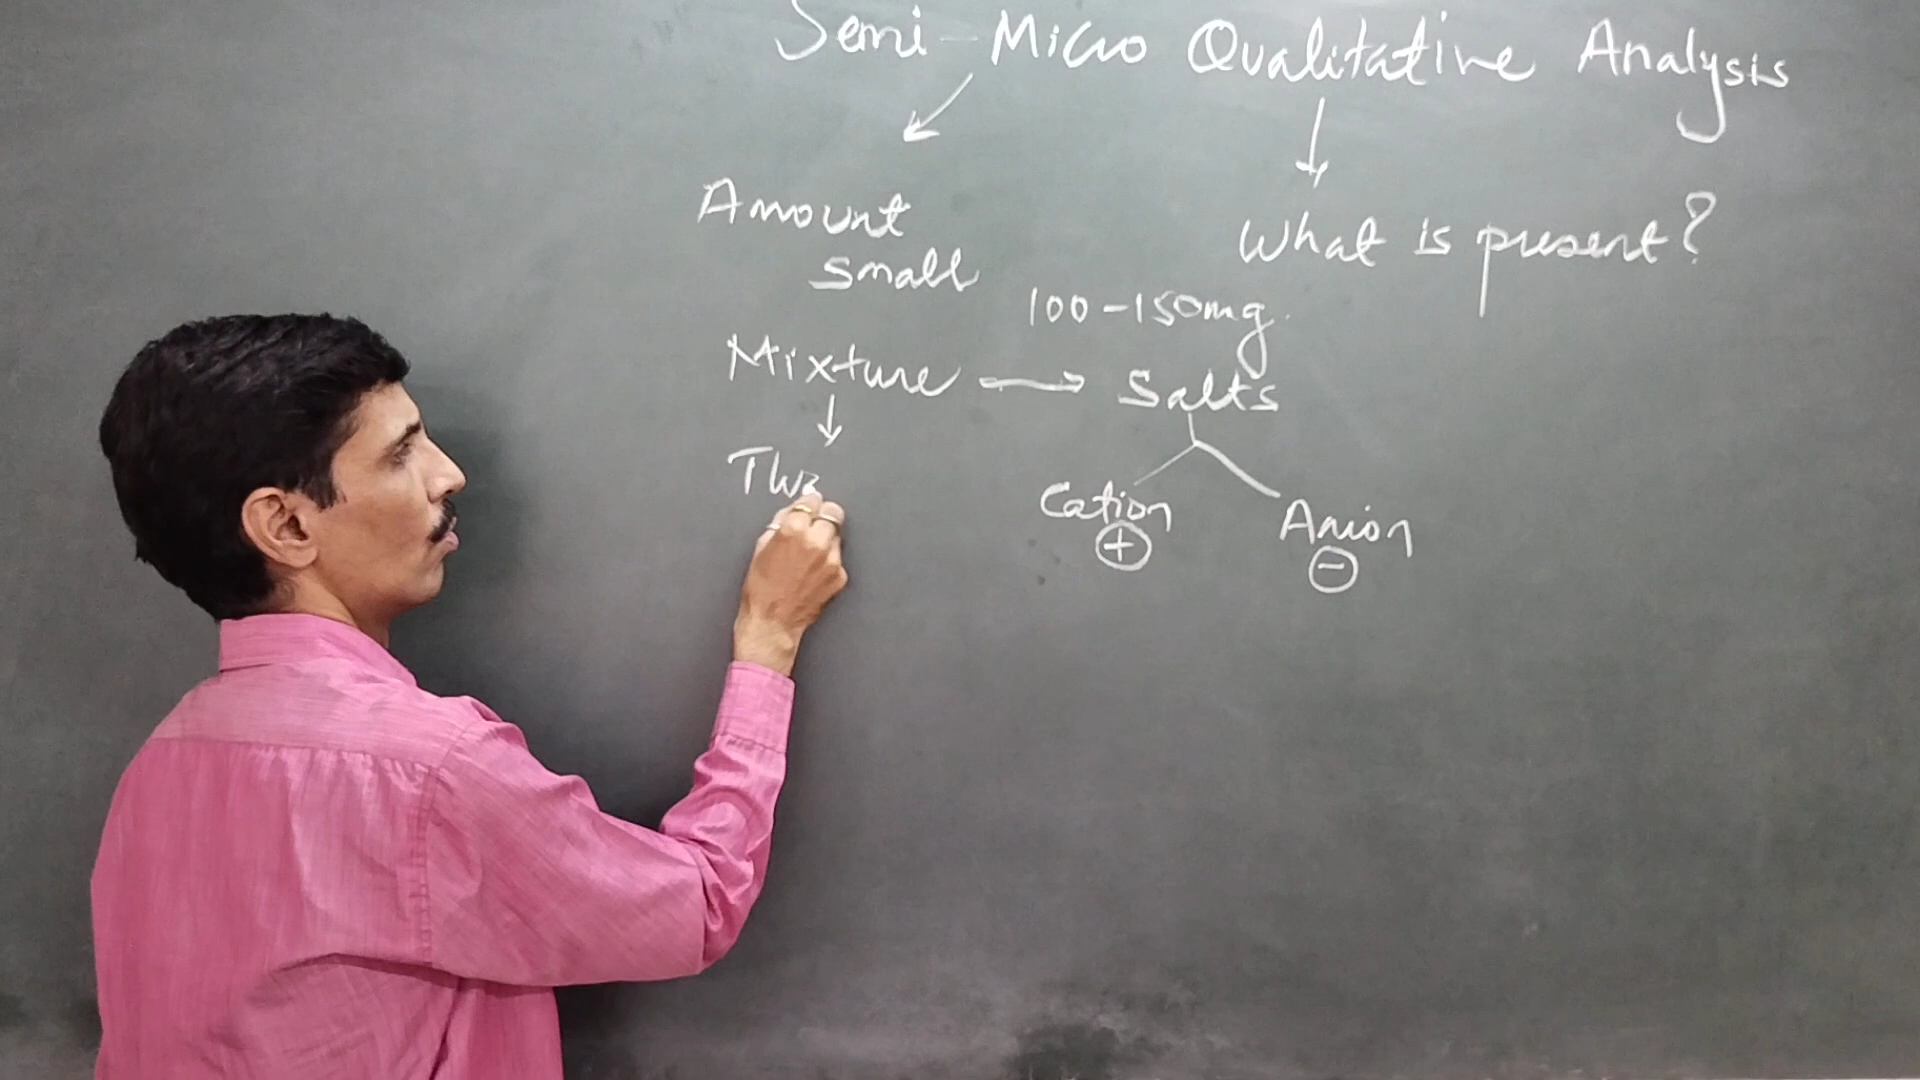 Semi-Micro Qualitative Analysis
Amount
small
What is present?
100-150mg.
Mixture → Salts
Two
Cation
Anion
+
-